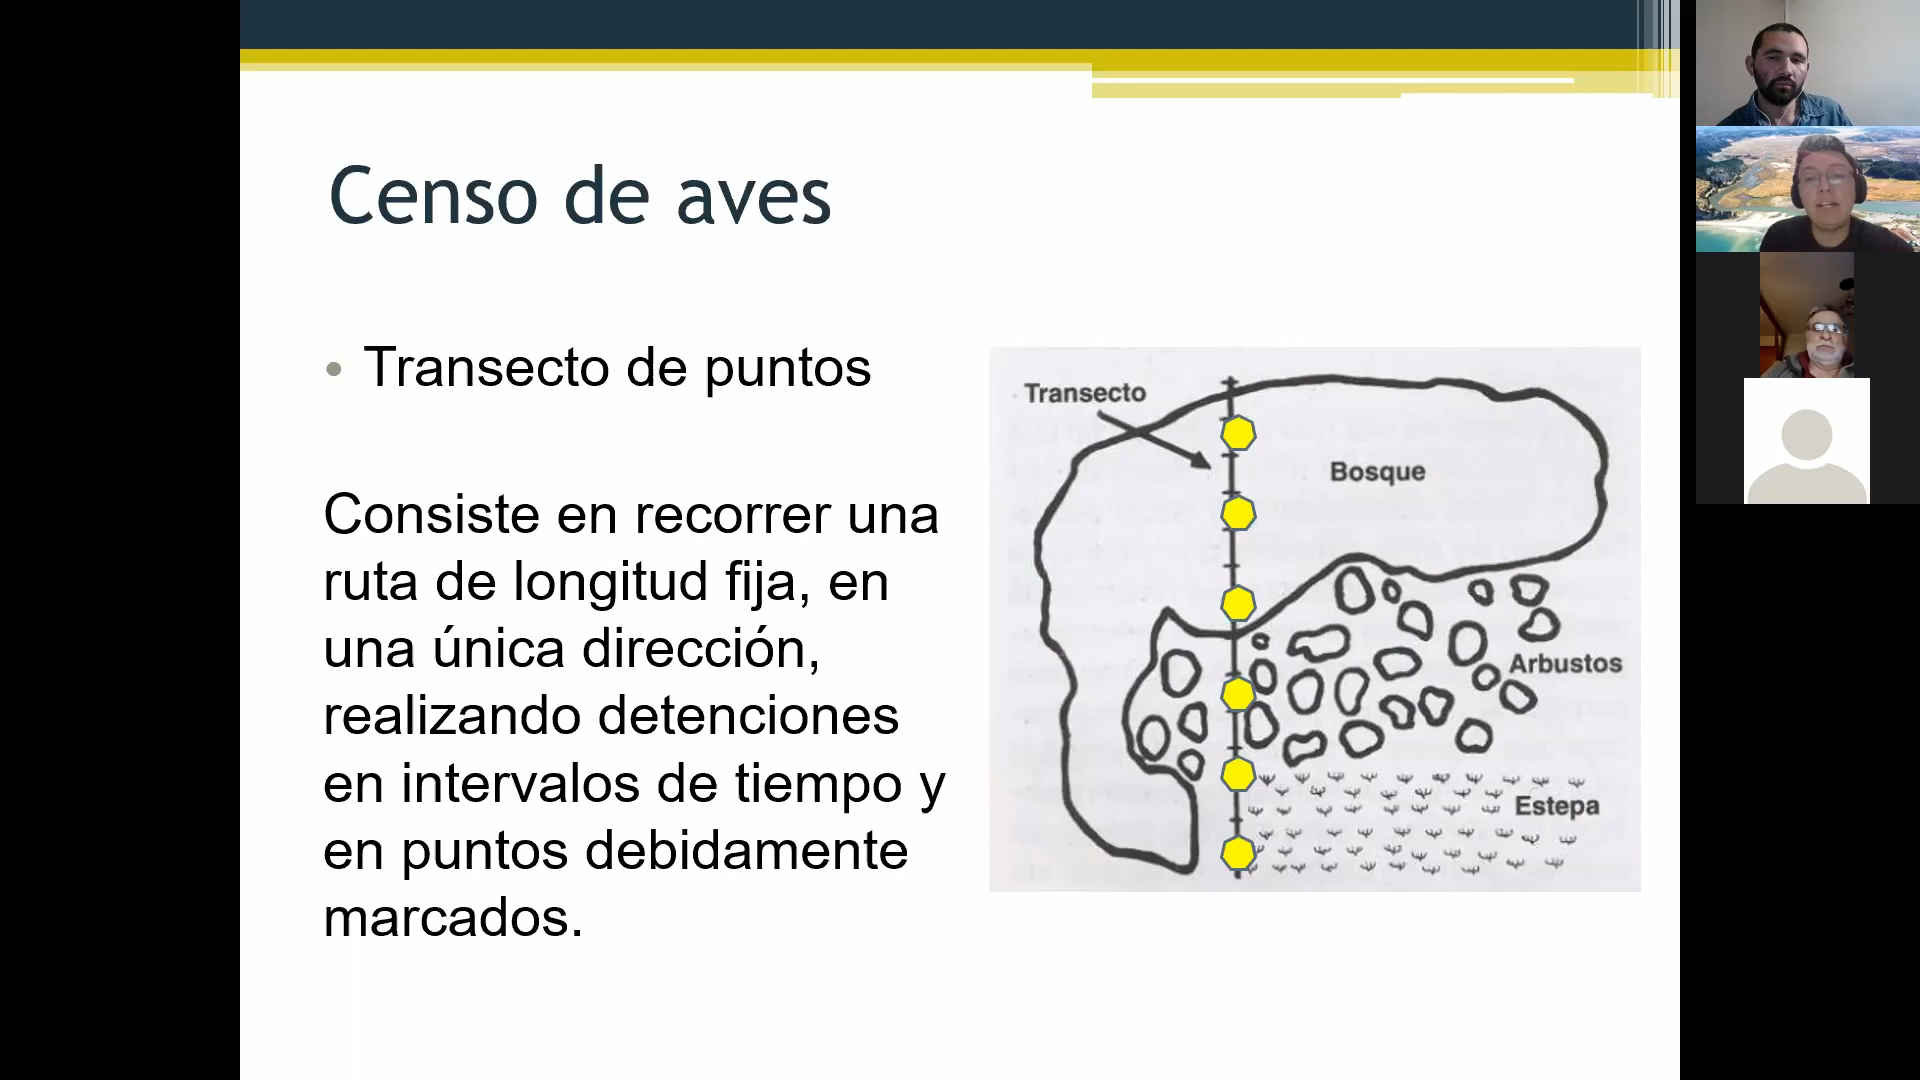 Censo de aves
• Transecto de puntos
Consiste en recorrer una
ruta de longitud fija, en
una única dirección,
realizando detenciones
en intervalos de tiempo y
en puntos debidamente
marcados.
Transecto
Bosque
Arbustos
Estepa